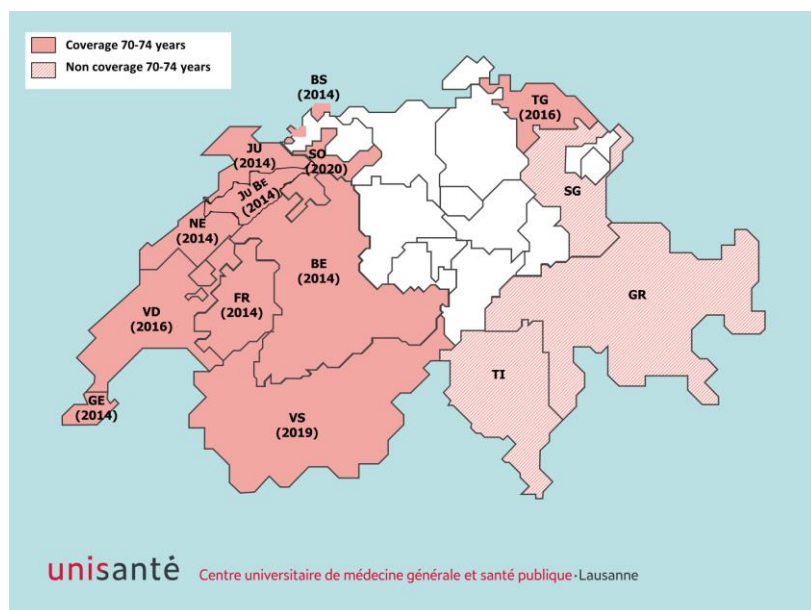 Coverage 70-74 years
Non coverage 70-74 years
BS
(2014)
TG
(2016)
JU
(2014)
SO
(2020)
Ju BE
(2014)
SG
NE
(2014)
BE
(2014)
GR
FR
(2014)
VD
(2016)
TI
GE
(2014)
VS
(2019)
unisanté Centre universitaire de médecine générale et santé publique · Lausanne